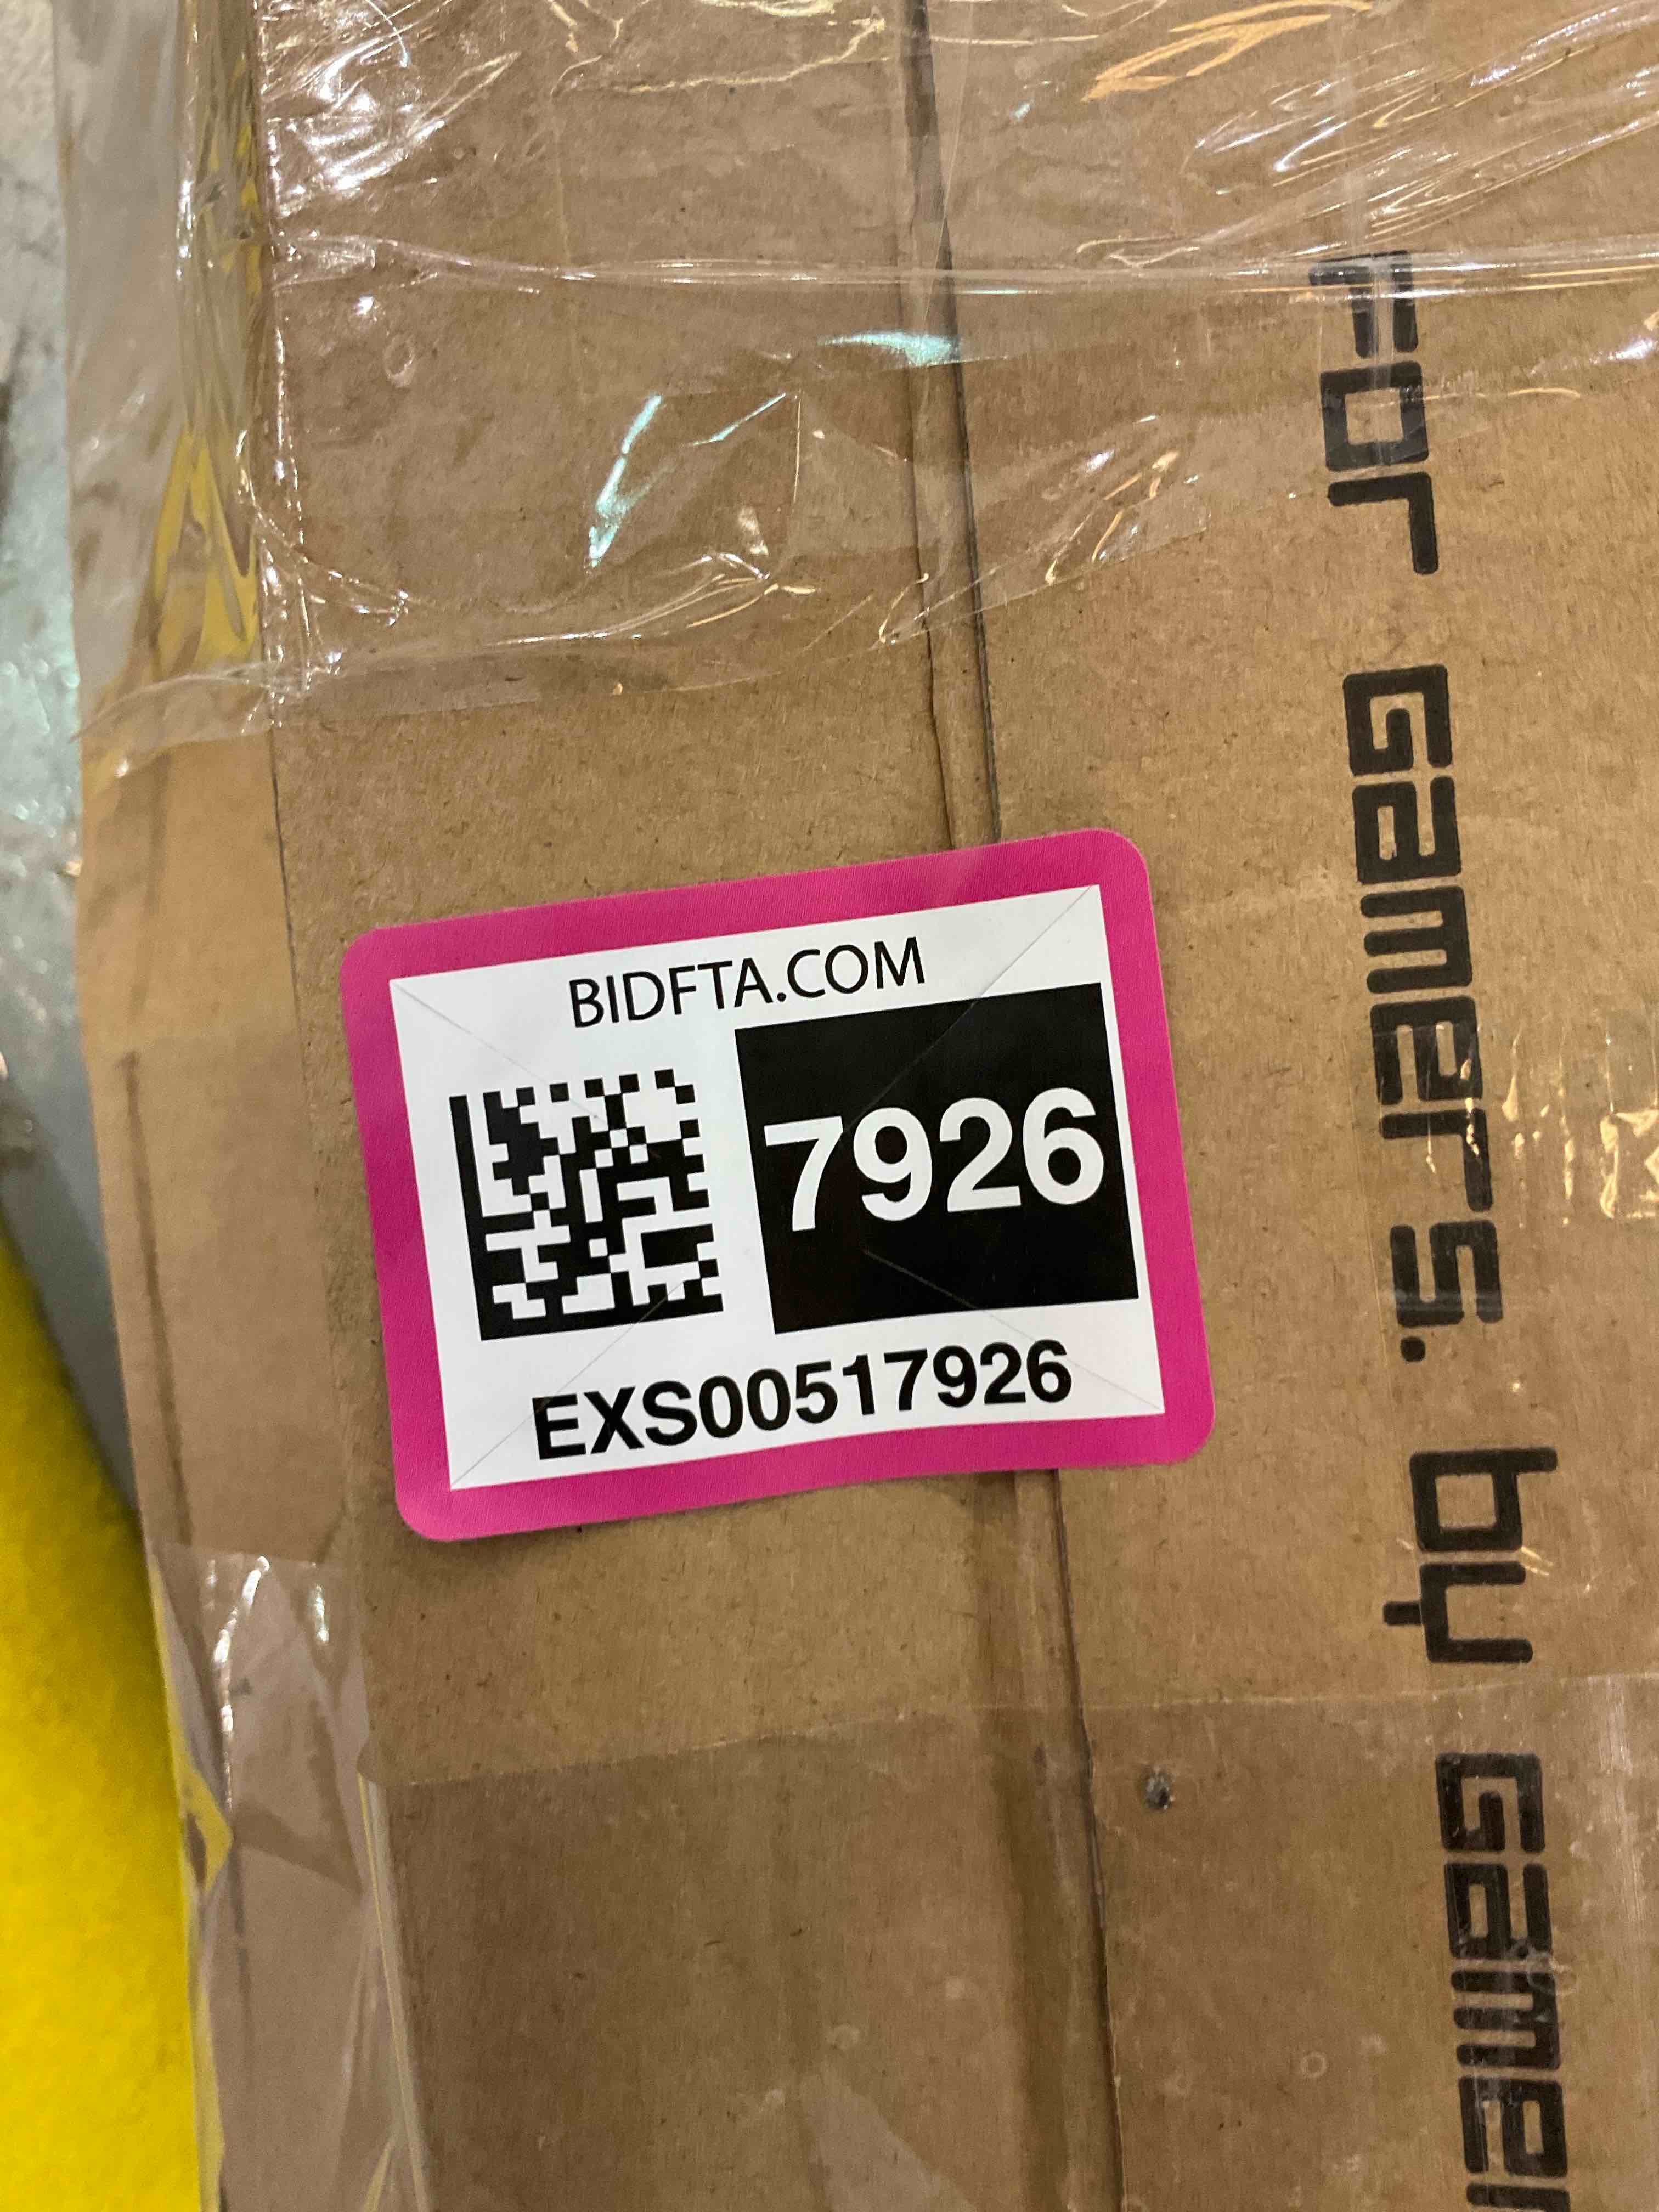 BIDFTA.COM
7926
EXS00517926
For Gamers. by Gamer